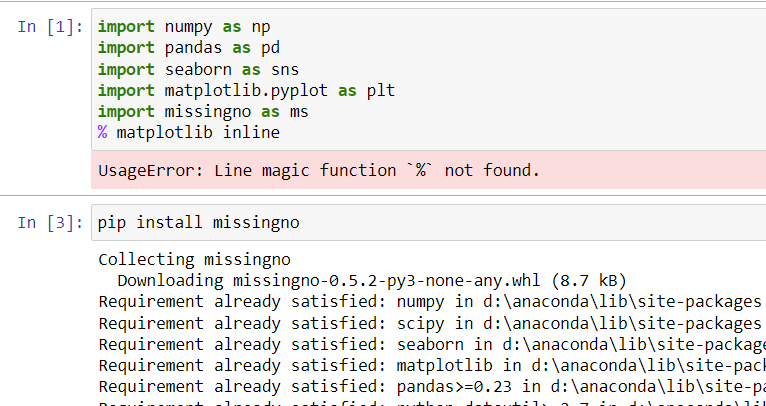 In [1]: import numpy as np
import pandas as pd
import seaborn as sns
import matplotlib.pyplot as plt
import missingno as ms
% matplotlib inline
UsageError: Line magic function `%` not found.
In [3]: pip install missingno
Collecting missingno
Downloading missingno-0.5.2-py3-none-any.whl (8.7 kB)
Requirement already satisfied: numpy in d:\anaconda\lib\site-packages
Requirement already satisfied: scipy in d:\anaconda\lib\site-packages
Requirement already satisfied: seaborn in d:\anaconda\lib\site-package
Requirement already satisfied: matplotlib in d:\anaconda\lib\site-pack
Requirement already satisfied: pandas>=0.23 in d:\anaconda\lib\site-pa